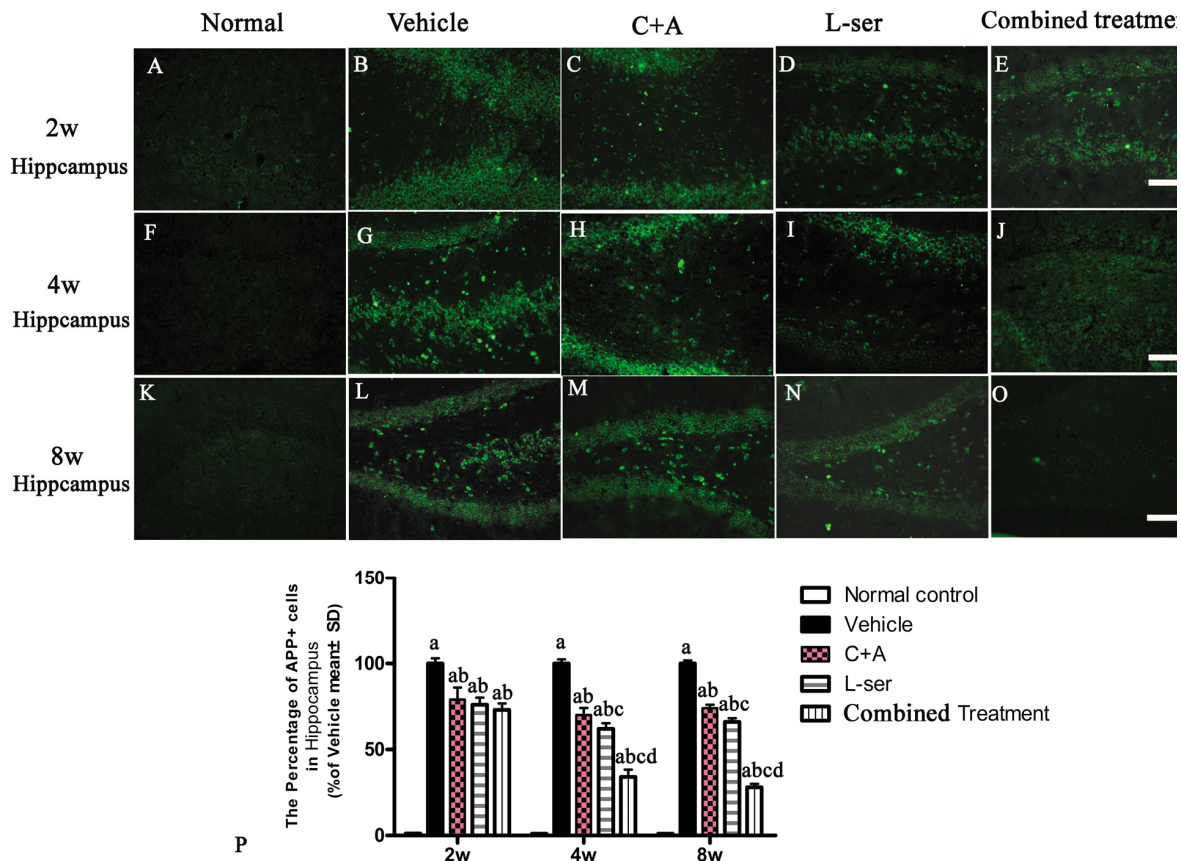 Normal Vehicle C+A L-ser Combined treatmen
A B C D E
2w
Hippcampus
F G H I J
4w
Hippcampus
K L M N O
8w
Hippcampus
The Percentage of APP+ cells
in Hippocampus
(%of Vehicle mean± SD)
150
100
50
0
a ab ab ab
a ab abc abcd
a ab abc abcd
2w 4w 8w
Normal control
Vehicle
C+A
L-ser
Combined Treatment
P